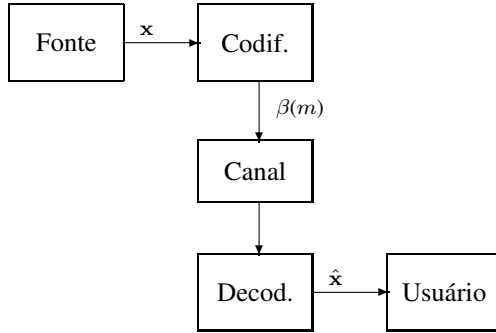 Fonte
x
Codif.
β(m)
Canal
Decod.
x̂
Usuário